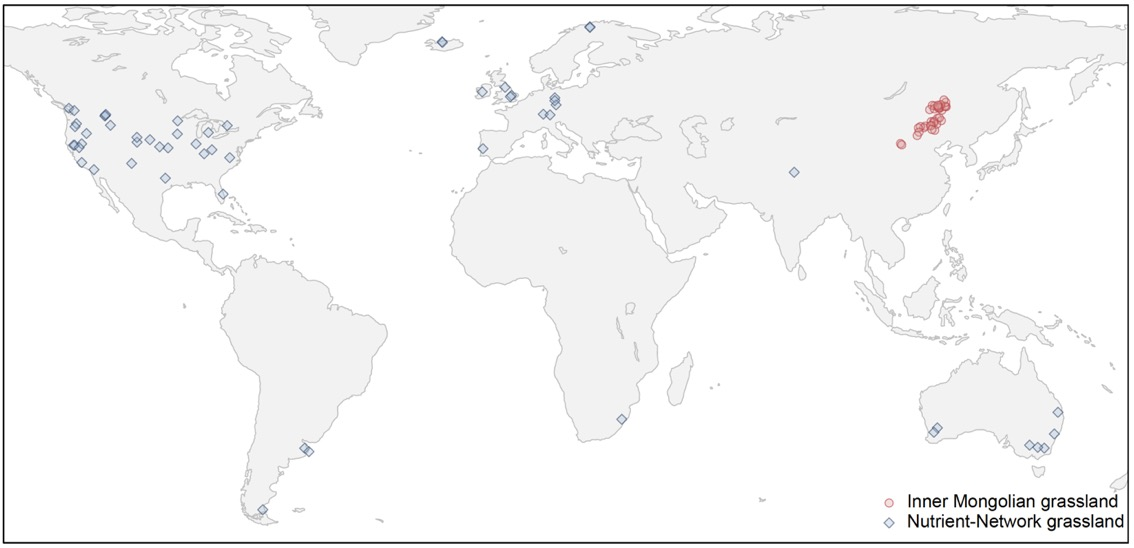 Inner Mongolian grassland
Nutrient-Network grassland